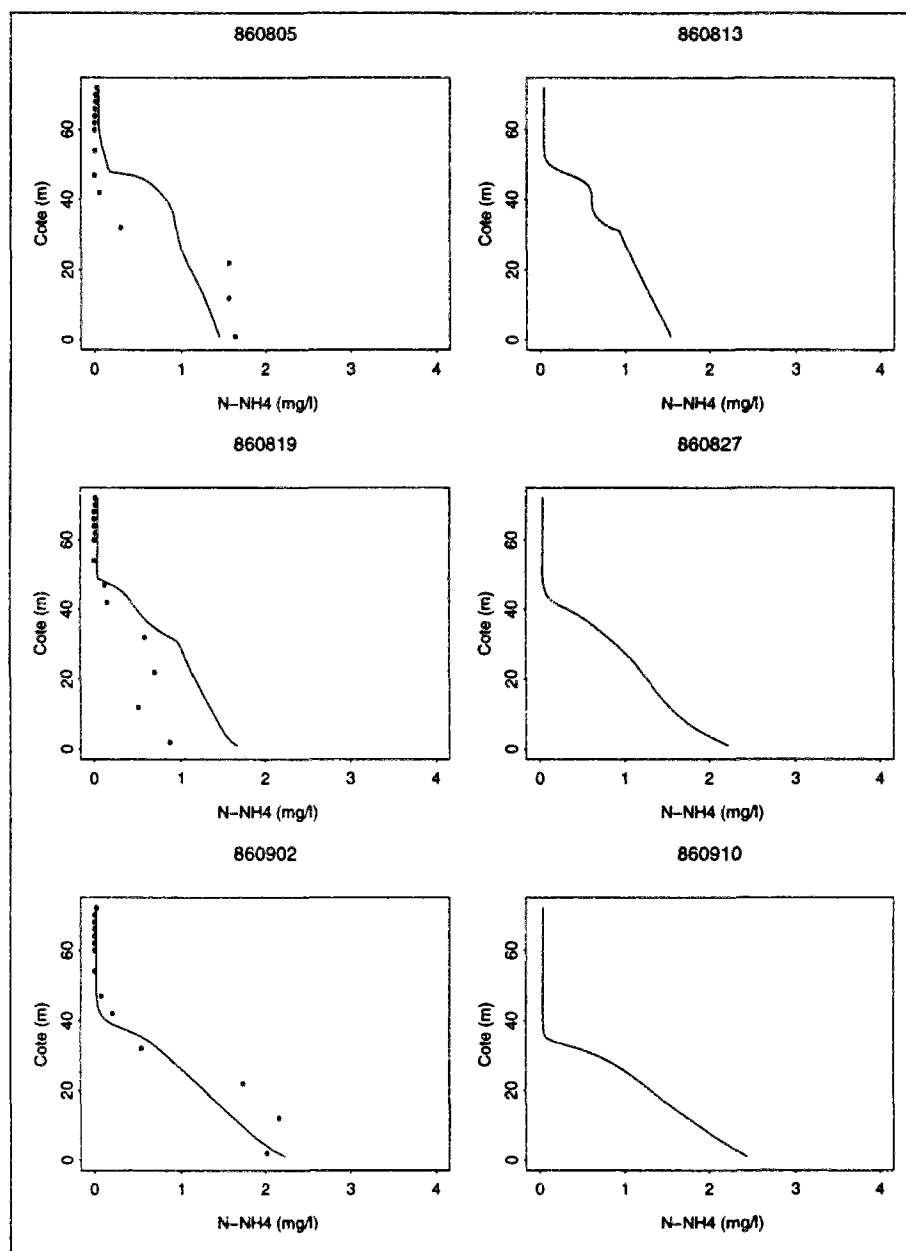 860805
860813
Cote (m)
60
40
20
0
0 1 2 3 4
N-NH4 (mg/l)
Cote (m)
60
40
20
0
0 1 2 3 4
N-NH4 (mg/l)
860819
860827
Cote (m)
60
40
20
0
0 1 2 3 4
N-NH4 (mg/l)
Cote (m)
60
40
20
0
0 1 2 3 4
N-NH4 (mg/l)
860902
860910
Cote (m)
60
40
20
0
0 1 2 3 4
N-NH4 (mg/l)
Cote (m)
60
40
20
0
0 1 2 3 4
N-NH4 (mg/l)